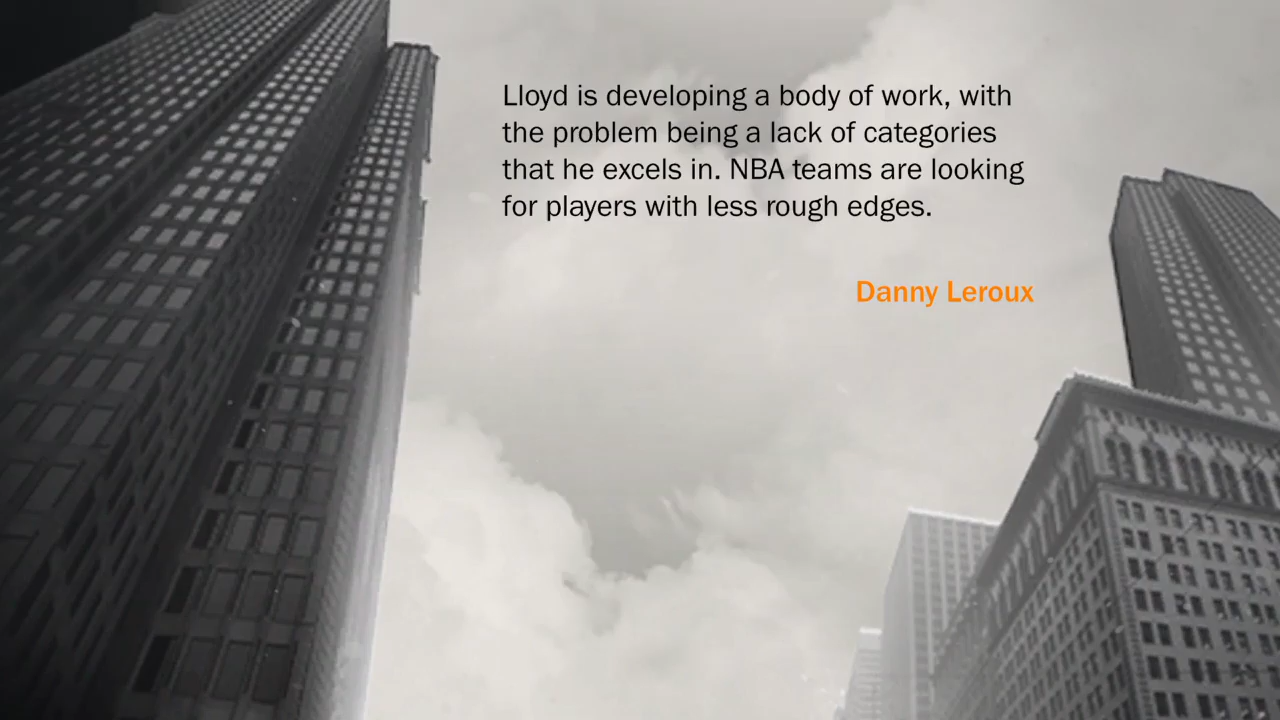 Lloyd is developing a body of work, with
the problem being a lack of categories
that he excels in. NBA teams are looking
for players with less rough edges.
Danny Leroux